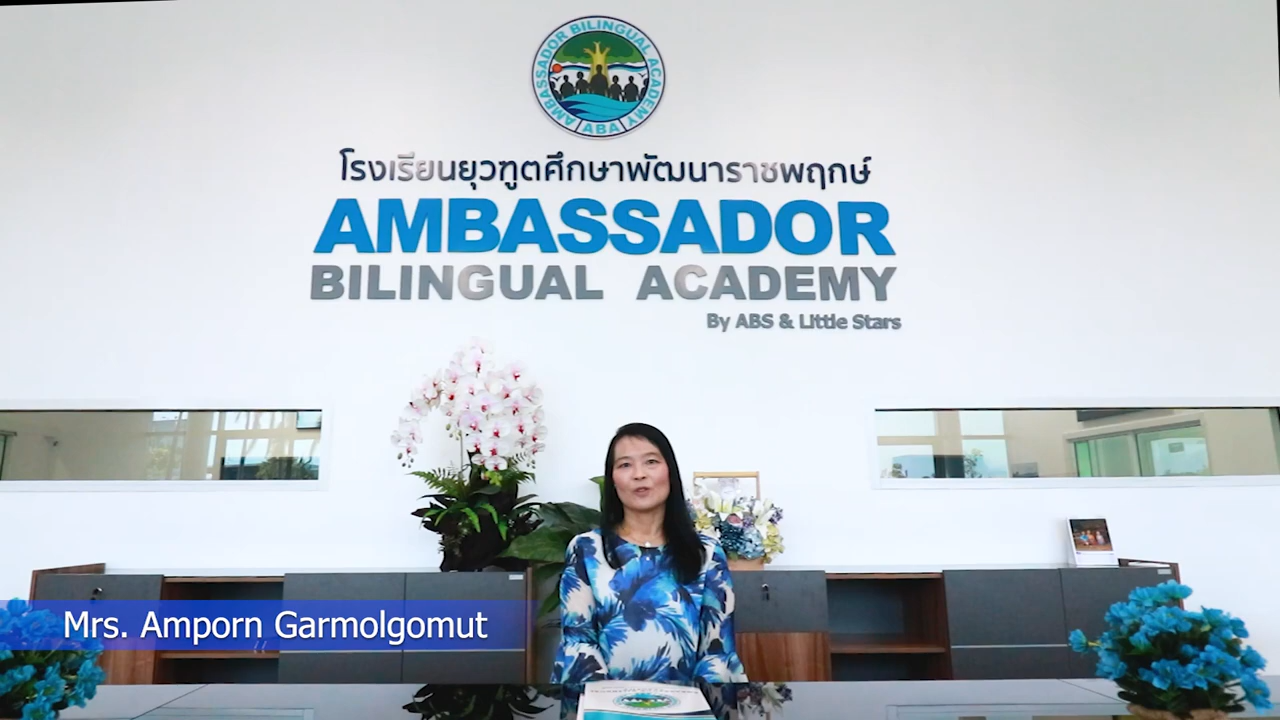 AMBASSADOR BILINGUAL ACADEMY
ABA
โรงเรียนยุวฑูตศึกษาพัฒนาราชพฤกษ์
AMBASSADOR
BILINGUAL ACADEMY
By ABS & Little Stars
Mrs. Amporn Garmolgomut